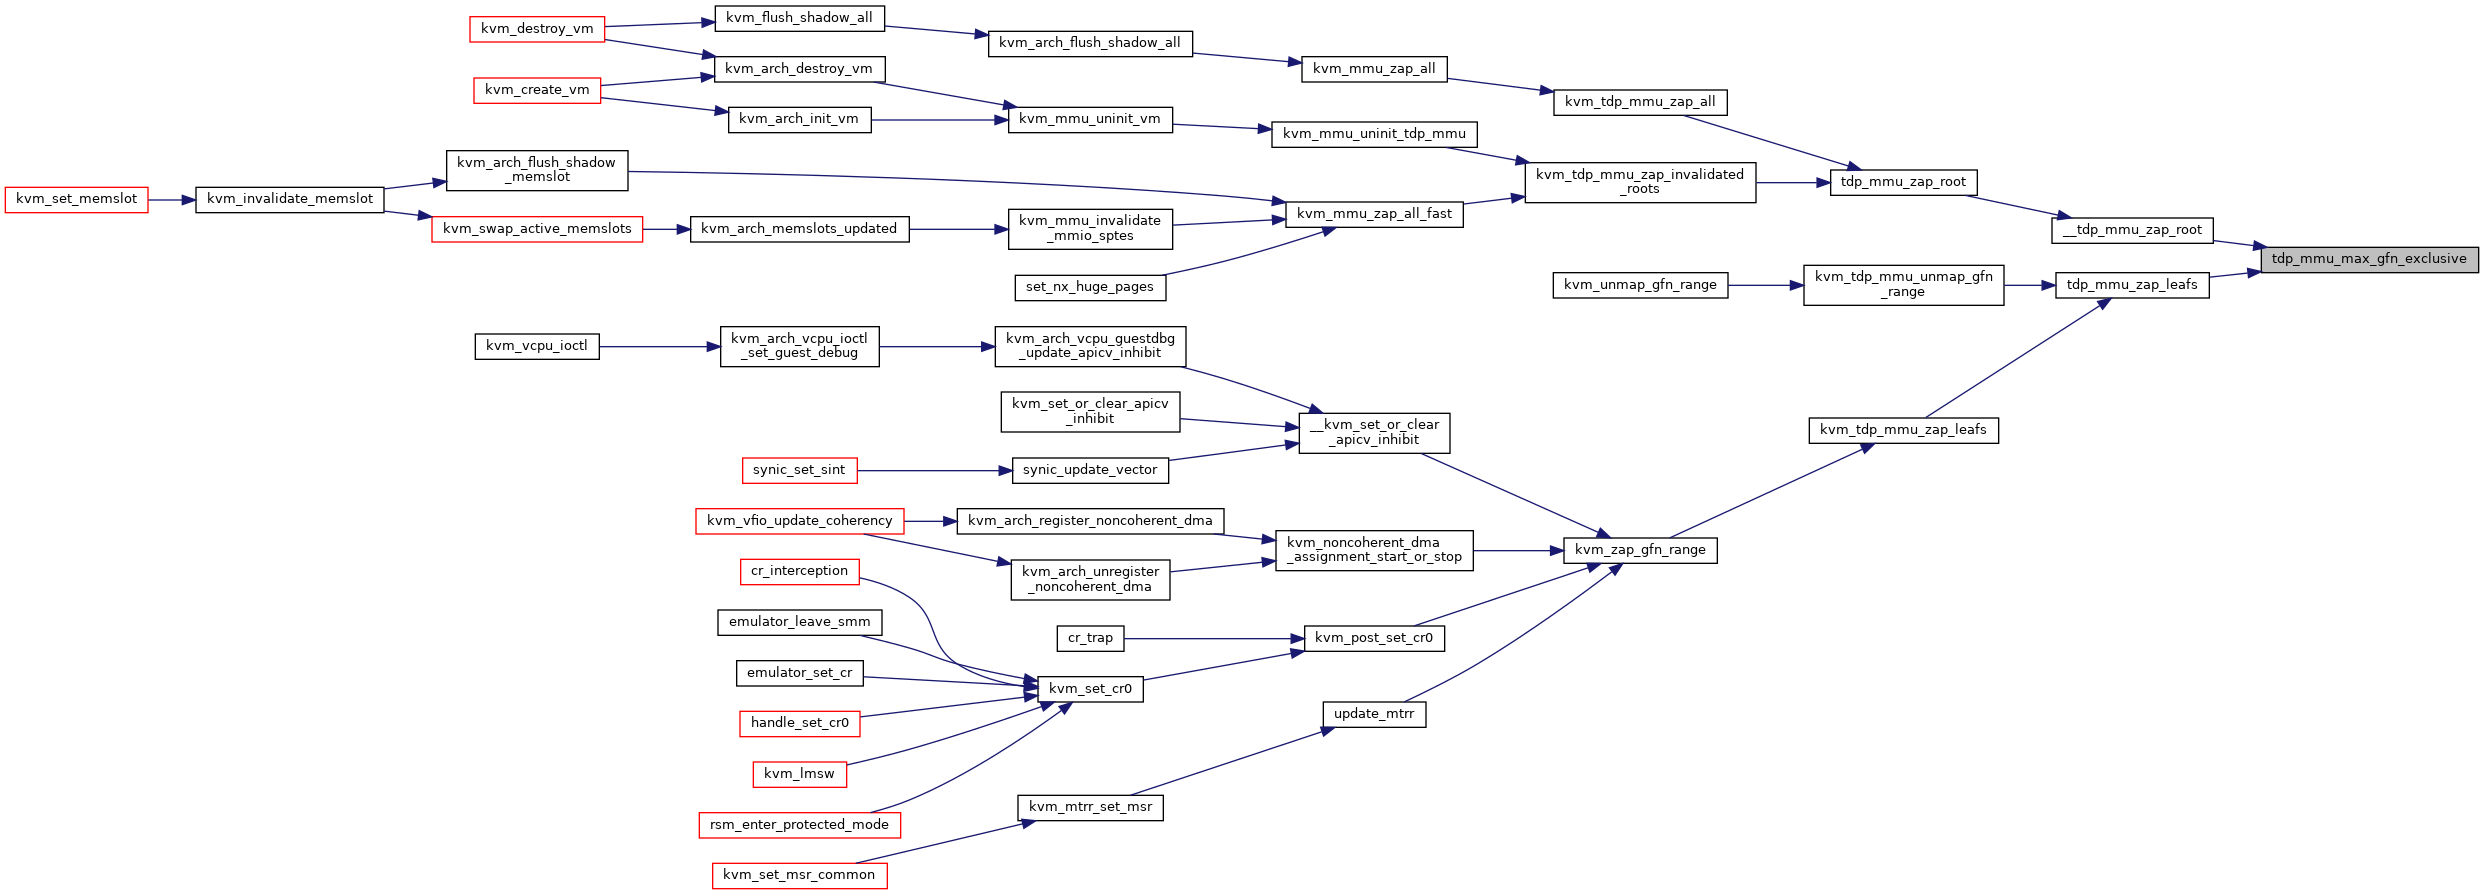 kvm_destroy_vm
kvm_flush_shadow_all
kvm_arch_flush_shadow_all
kvm_arch_destroy_vm
kvm_mmu_zap_all
kvm_create_vm
kvm_tdp_mmu_zap_all
kvm_arch_init_vm
kvm_mmu_uninit_vm
kvm_mmu_uninit_tdp_mmu
kvm_arch_flush_shadow
_memslot
kvm_tdp_mmu_zap_invalidated
_roots
tdp_mmu_zap_root
kvm_set_memslot
kvm_invalidate_memslot
kvm_mmu_zap_all_fast
kvm_swap_active_memslots
kvm_arch_memslots_updated
kvm_mmu_invalidate
_mmio_sptes
__tdp_mmu_zap_root
tdp_mmu_max_gfn_exclusive
set_nx_huge_pages
kvm_unmap_gfn_range
kvm_tdp_mmu_unmap_gfn
_range
tdp_mmu_zap_leafs
kvm_vcpu_ioctl
kvm_arch_vcpu_ioctl
_set_guest_debug
kvm_arch_vcpu_guestdbg
_update_apicv_inhibit
kvm_set_or_clear_apicv
_inhibit
__kvm_set_or_clear
_apicv_inhibit
kvm_tdp_mmu_zap_leafs
synic_set_sint
synic_update_vector
kvm_vfio_update_coherency
kvm_arch_register_noncoherent_dma
kvm_noncoherent_dma
_assignment_start_or_stop
kvm_zap_gfn_range
cr_interception
kvm_arch_unregister
_noncoherent_dma
emulator_leave_smm
cr_trap
kvm_post_set_cr0
emulator_set_cr
kvm_set_cr0
handle_set_cr0
update_mtrr
kvm_lmsw
kvm_mtrr_set_msr
rsm_enter_protected_mode
kvm_set_msr_common